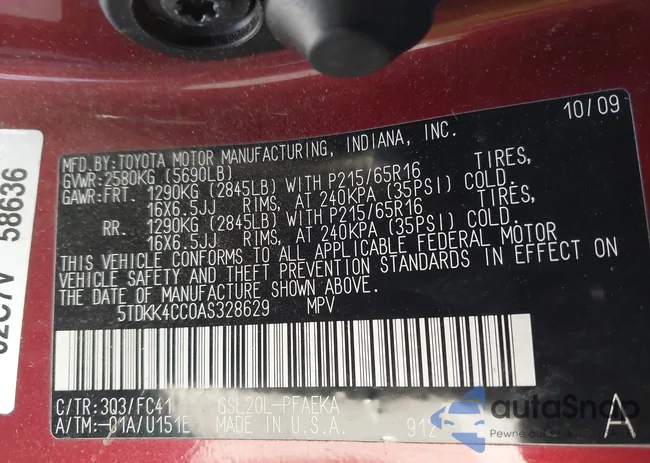 10/09
MFD.BY:TOYOTA MOTOR MANUFACTURING, INDIANA, INC.
GVWR:2580KG (5690LB)
GAWR:FRT. 1290KG (2845LB) WITH P215/65R16 TIRES,
16X6.5JJ RIMS, AT 240KPA (35PSI) COLD.
RR. 1290KG (2845LB) WITH P215/65R16 TIRES,
16X6.5JJ RIMS, AT 240KPA (35PSI) COLD.
THIS VEHICLE CONFORMS TO ALL APPLICABLE FEDERAL MOTOR
VEHICLE SAFETY AND THEFT PREVENTION STANDARDS IN EFFECT ON
THE DATE OF MANUFACTURE SHOWN ABOVE.
5TDKK4CC0AS328629 MPV
C/TR:3Q3/FC41 GSL20L-PFAEKA
A/TM:-01A/U151E MADE IN U.S.A. 912
A
58636
autoSnap
Pewne auto